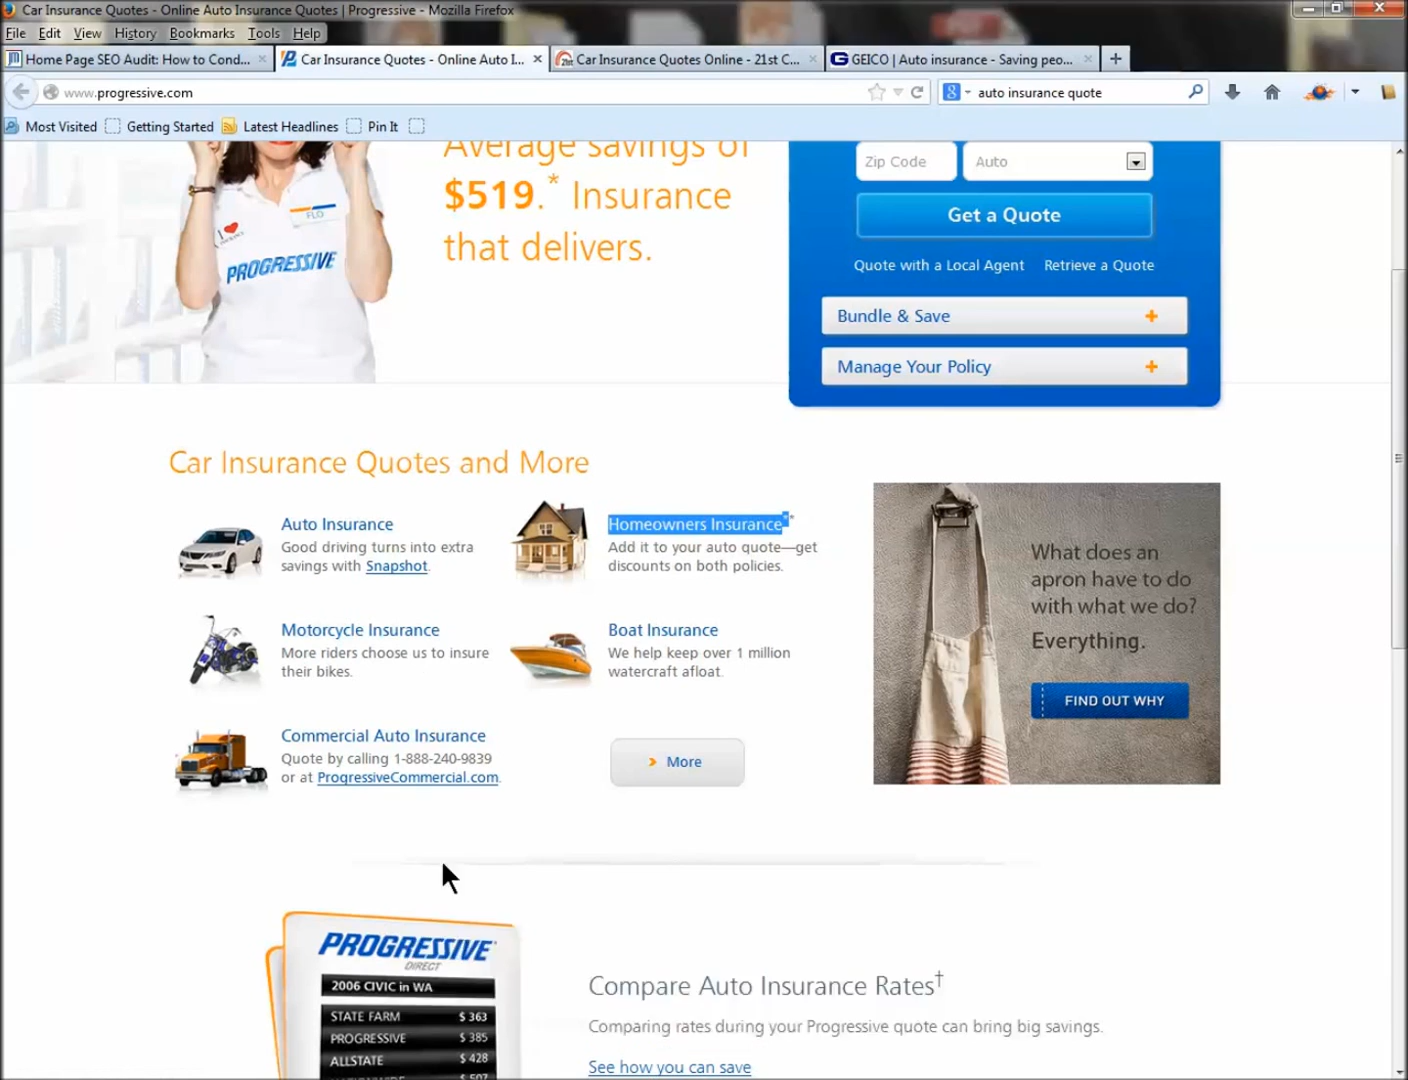 Car Insurance Quotes - Online Auto Insurance Quotes | Progressive - Mozilla Firefox
File Edit View History Bookmarks Tools Help
Home Page SEO Audit: How to Cond... Car Insurance Quotes - Online Auto I... Car Insurance Quotes Online - 21st C... GEICO | Auto insurance - Saving peo...
www.progressive.com auto insurance quote
Most Visited Getting Started Latest Headlines Pin It
Average savings of
$519.* Insurance
that delivers.
FLO
I
PROGRESSIVE
Zip Code Auto
Get a Quote
Quote with a Local Agent Retrieve a Quote
Bundle & Save
Manage Your Policy
Car Insurance Quotes and More
Auto Insurance
Good driving turns into extra
savings with Snapshot.
Homeowners Insurance**
Add it to your auto quote—get
discounts on both policies.
Motorcycle Insurance
More riders choose us to insure
their bikes.
Boat Insurance
We help keep over 1 million
watercraft afloat.
Commercial Auto Insurance
Quote by calling 1-888-240-9839
or at ProgressiveCommercial.com.
More
What does an
apron have to do
with what we do?
Everything.
FIND OUT WHY
PROGRESSIVE
DIRECT
2006 CIVIC in WA
STATE FARM $ 363
PROGRESSIVE $ 385
ALLSTATE $ 428
Compare Auto Insurance Rates†
Comparing rates during your Progressive quote can bring big savings.
See how you can save